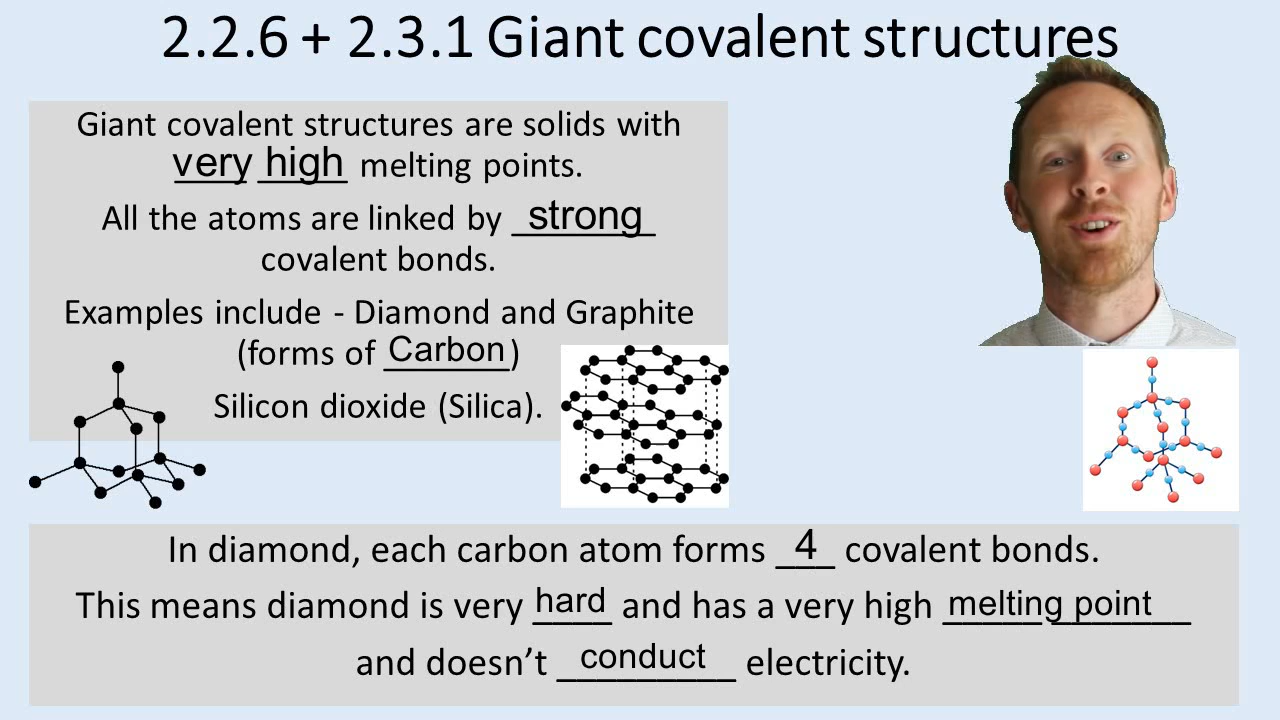 2.2.6 + 2.3.1 Giant covalent structures
Giant covalent structures are solids with
very high melting points.
All the atoms are linked by strong
covalent bonds.
Examples include - Diamond and Graphite
(forms of Carbon)
Silicon dioxide (Silica).
In diamond, each carbon atom forms 4 covalent bonds.
This means diamond is very hard and has a very high melting point
and doesn’t conduct electricity.